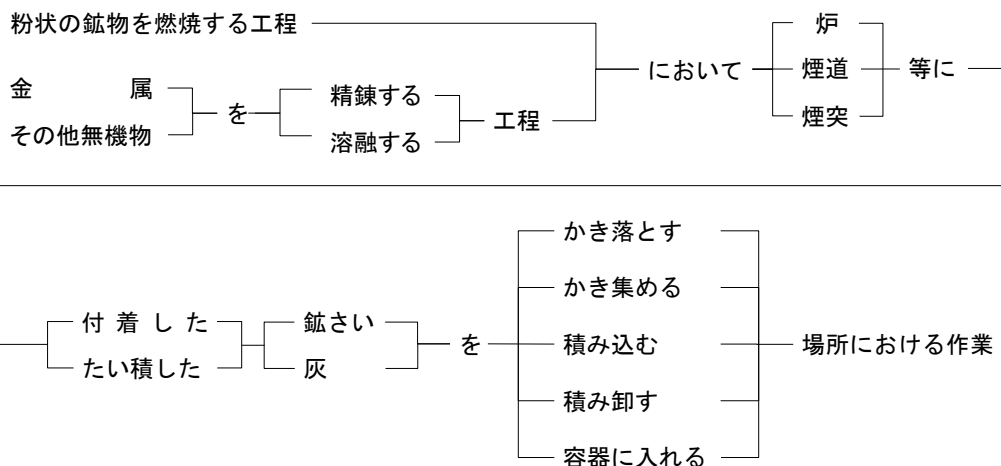 粉状の鉱物を燃焼する工程
金属
その他無機物
を
精錬する
溶融する
工程
において
炉
煙道
煙突
等に
付着した
たい積した
鉱さい
灰
を
かき落とす
かき集める
積み込む
積み卸す
容器に入れる
場所における作業